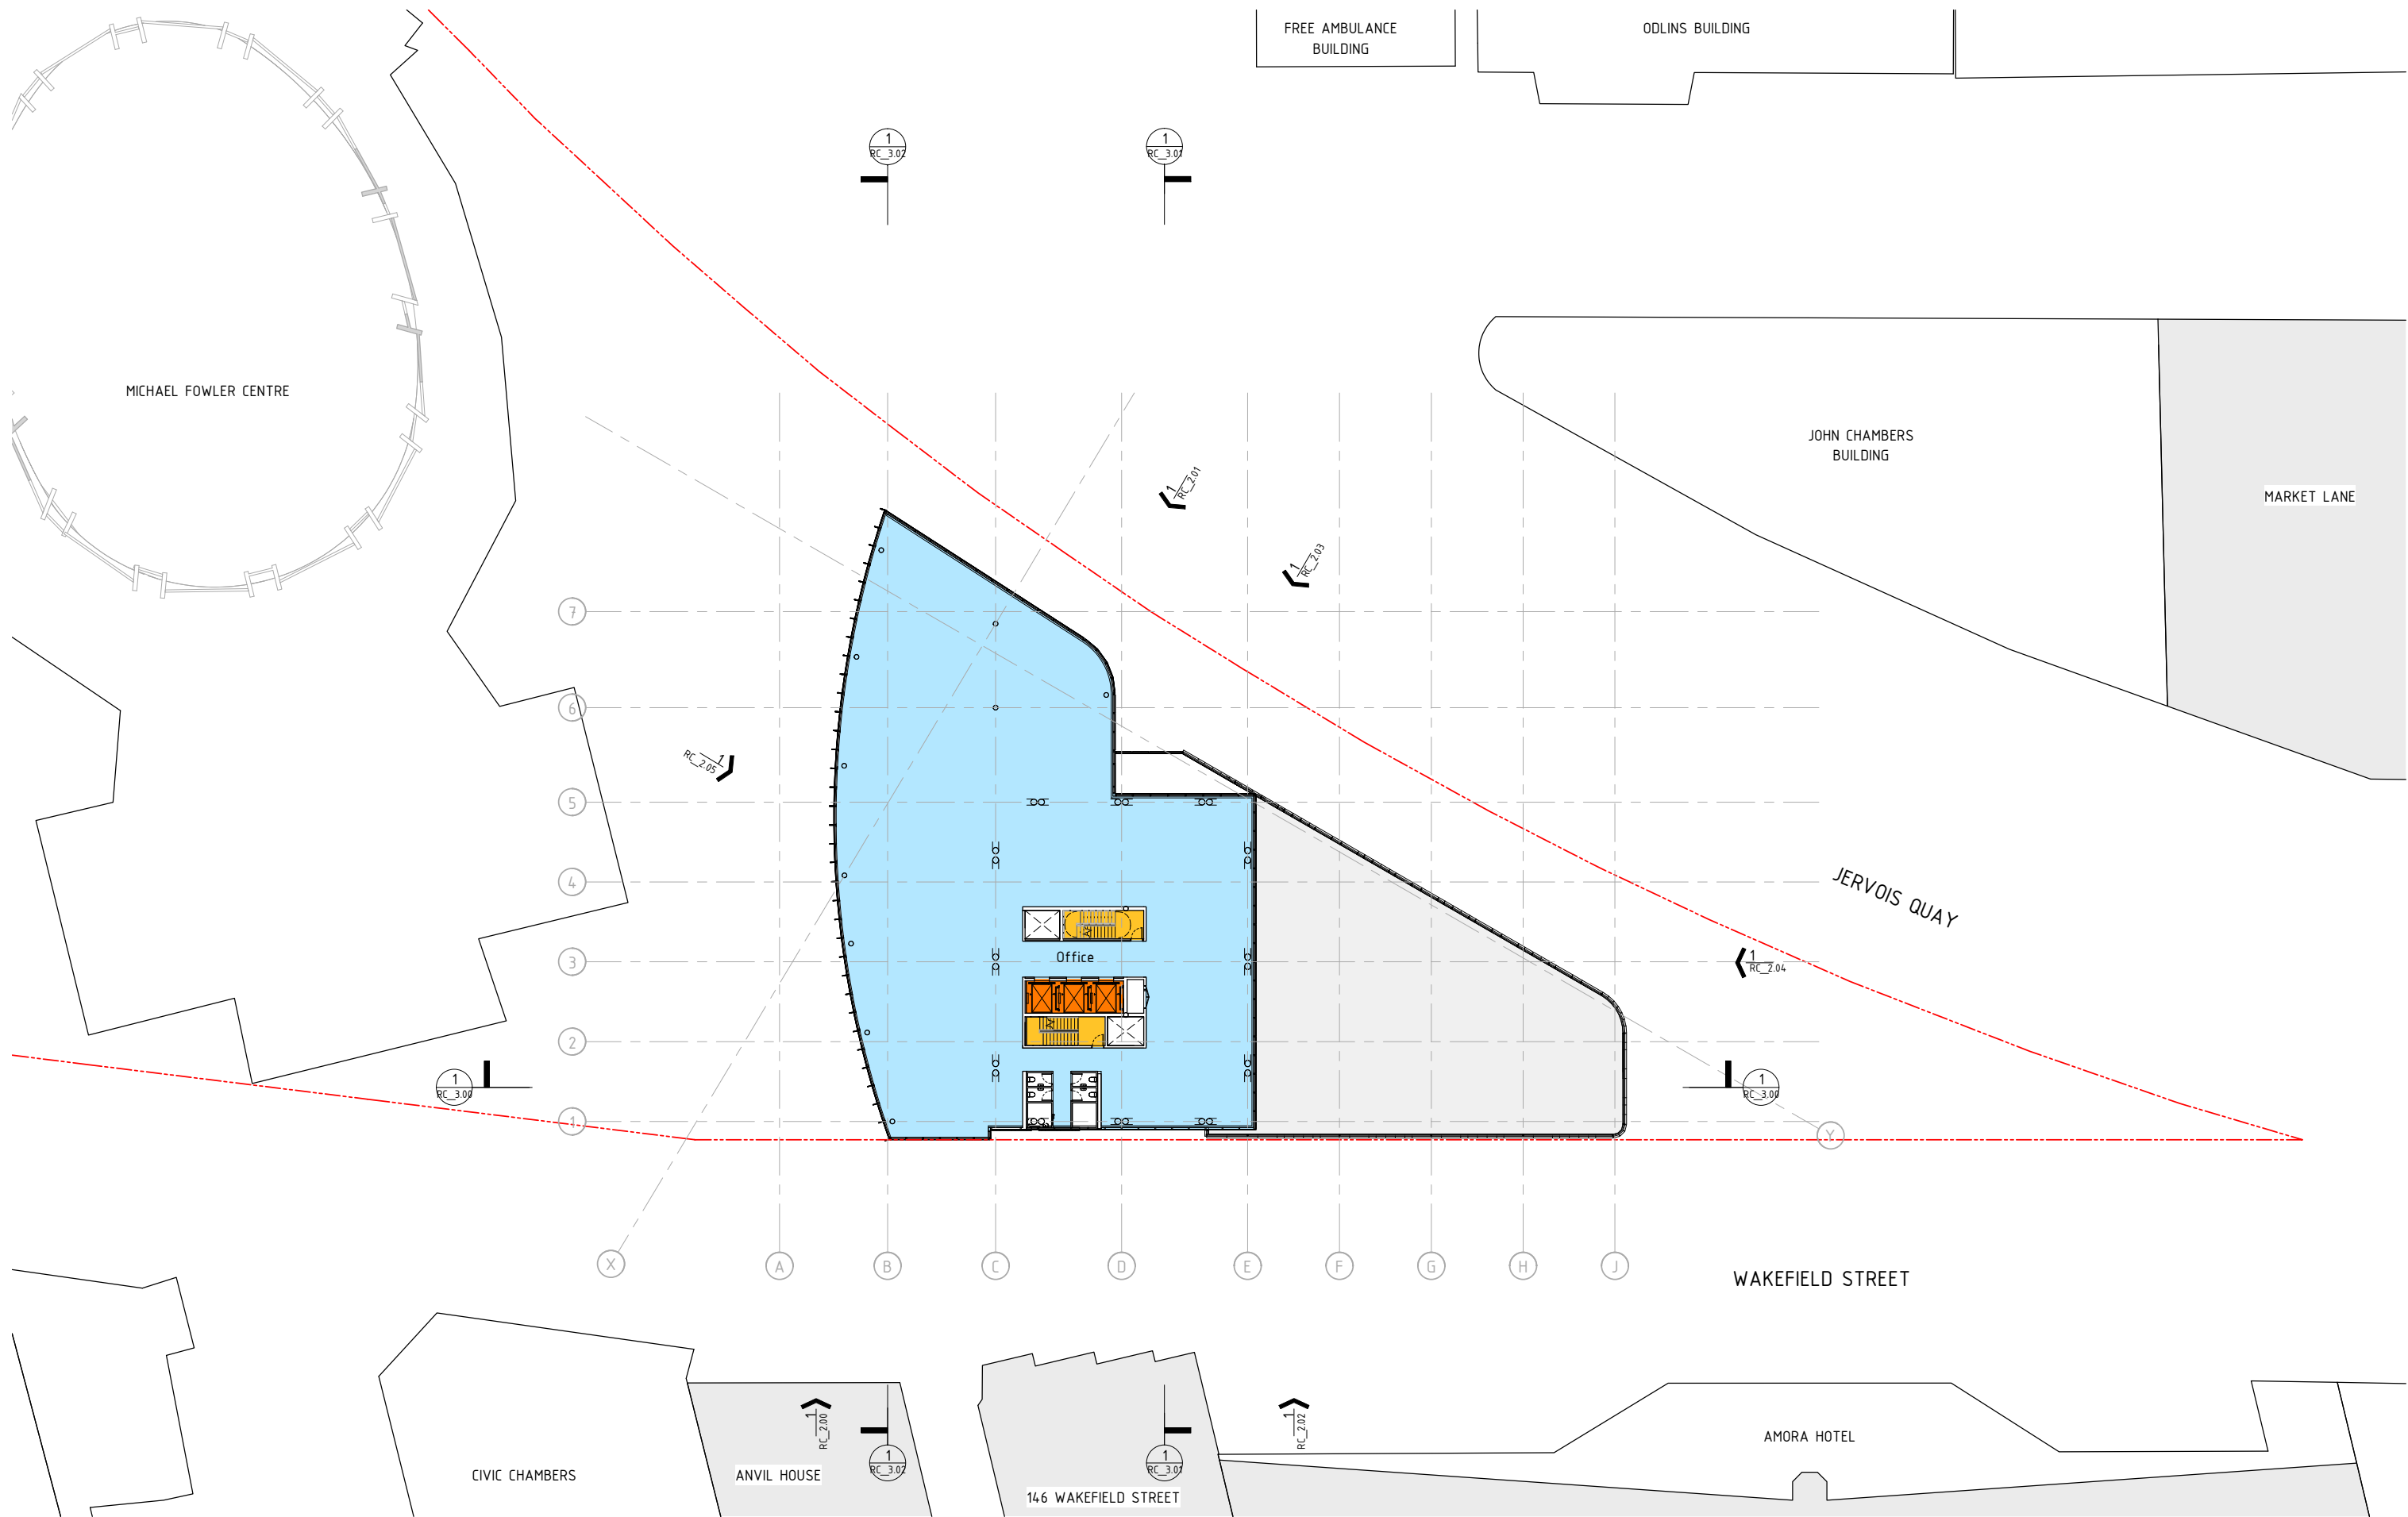 FREE AMBULANCE
BUILDING
ODLINS BUILDING
1
RC_3.02
1
RC_3.01
MICHAEL FOWLER CENTRE
JOHN CHAMBERS
BUILDING
MARKET LANE
1
RC_2.01
1
RC_2.03
7
6
1
RC_2.05
5
4
JERVOIS QUAY
3
Office
1
RC_2.04
2
1
RC_3.00
1
RC_3.00
1
Y
X
A
B
C
D
E
F
G
H
J
WAKEFIELD STREET
1
RC_2.00
1
RC_2.02
AMORA HOTEL
1
RC_3.02
1
RC_3.01
CIVIC CHAMBERS
ANVIL HOUSE
146 WAKEFIELD STREET